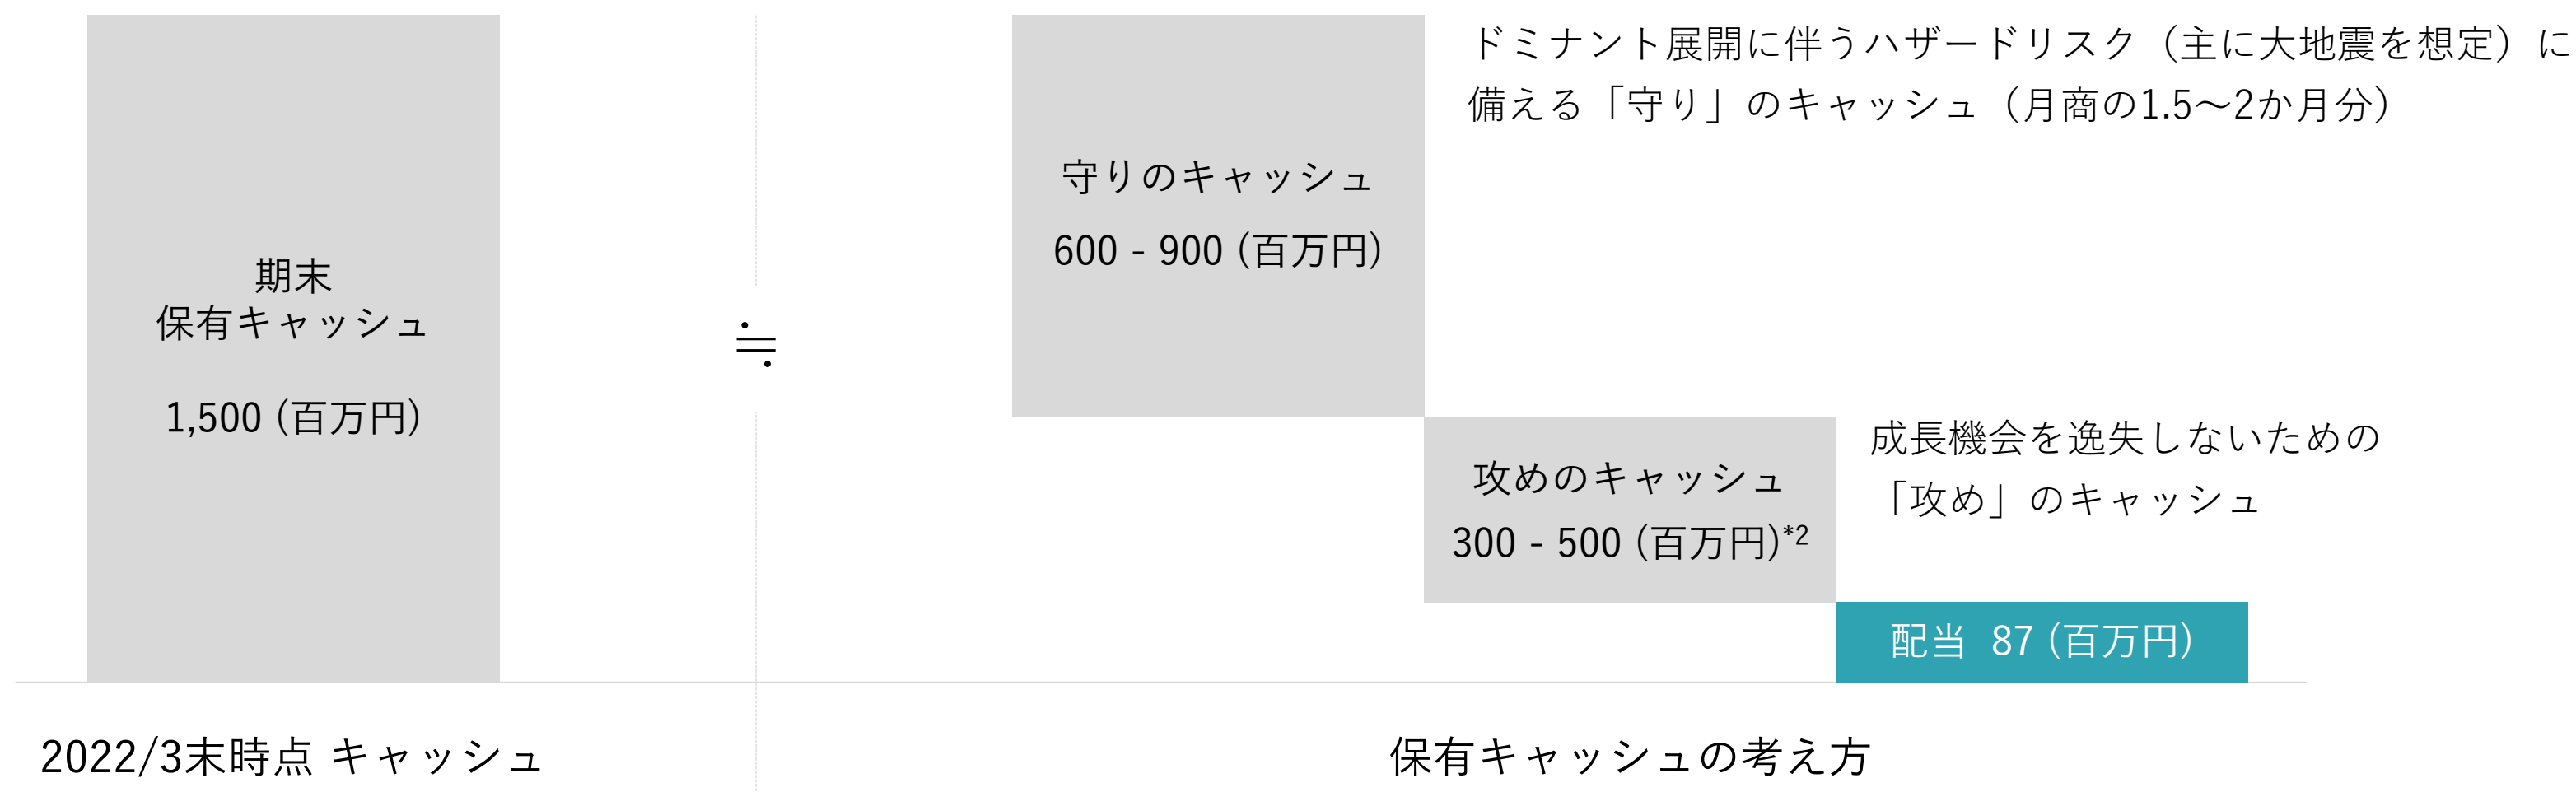 期末
保有キャッシュ
1,500 (百万円)
≒
守りのキャッシュ
600 - 900 (百万円)
ドミナント展開に伴うハザードリスク（主に大地震を想定）に
備える「守り」のキャッシュ（月商の1.5～2か月分）
攻めのキャッシュ
300 - 500 (百万円)*2
成長機会を逸失しないための
「攻め」のキャッシュ
配当 87 (百万円)
2022/3末時点 キャッシュ
保有キャッシュの考え方